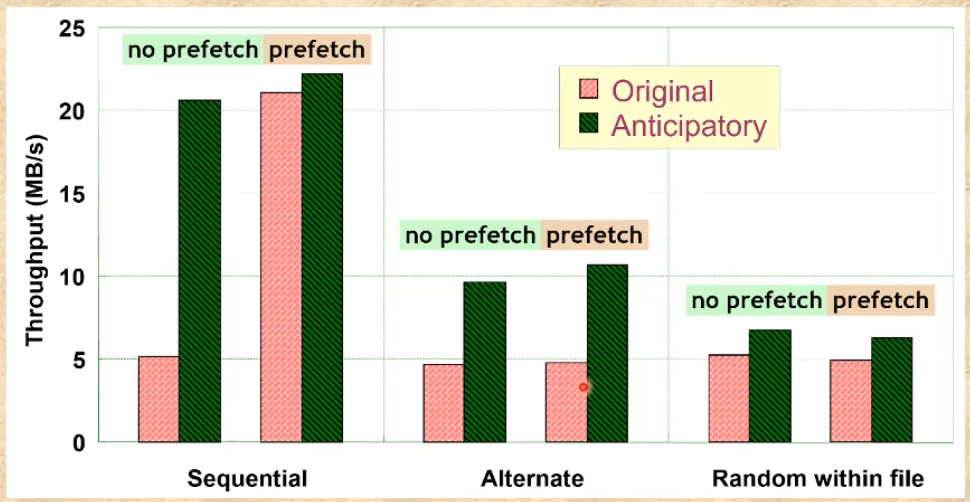 25
no prefetch prefetch
Original
20
Anticipatory
15
Throughput (MB/s)
no prefetch prefetch
10
no prefetch prefetch
5
0
Sequential Alternate Random within file